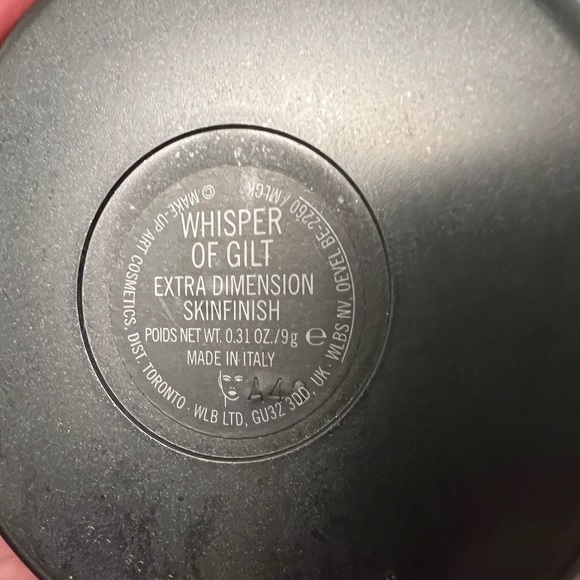 WHISPER
OF GILT
EXTRA DIMENSION
SKINFINISH
POIDS NET WT. 0.31 OZ./9g e
MADE IN ITALY
© MAKE-UP ART COSMETICS, DIST. TORONTO · WLB LTD, GU32 3DD, UK · WLBS NV, OEVEL BE-2260 /